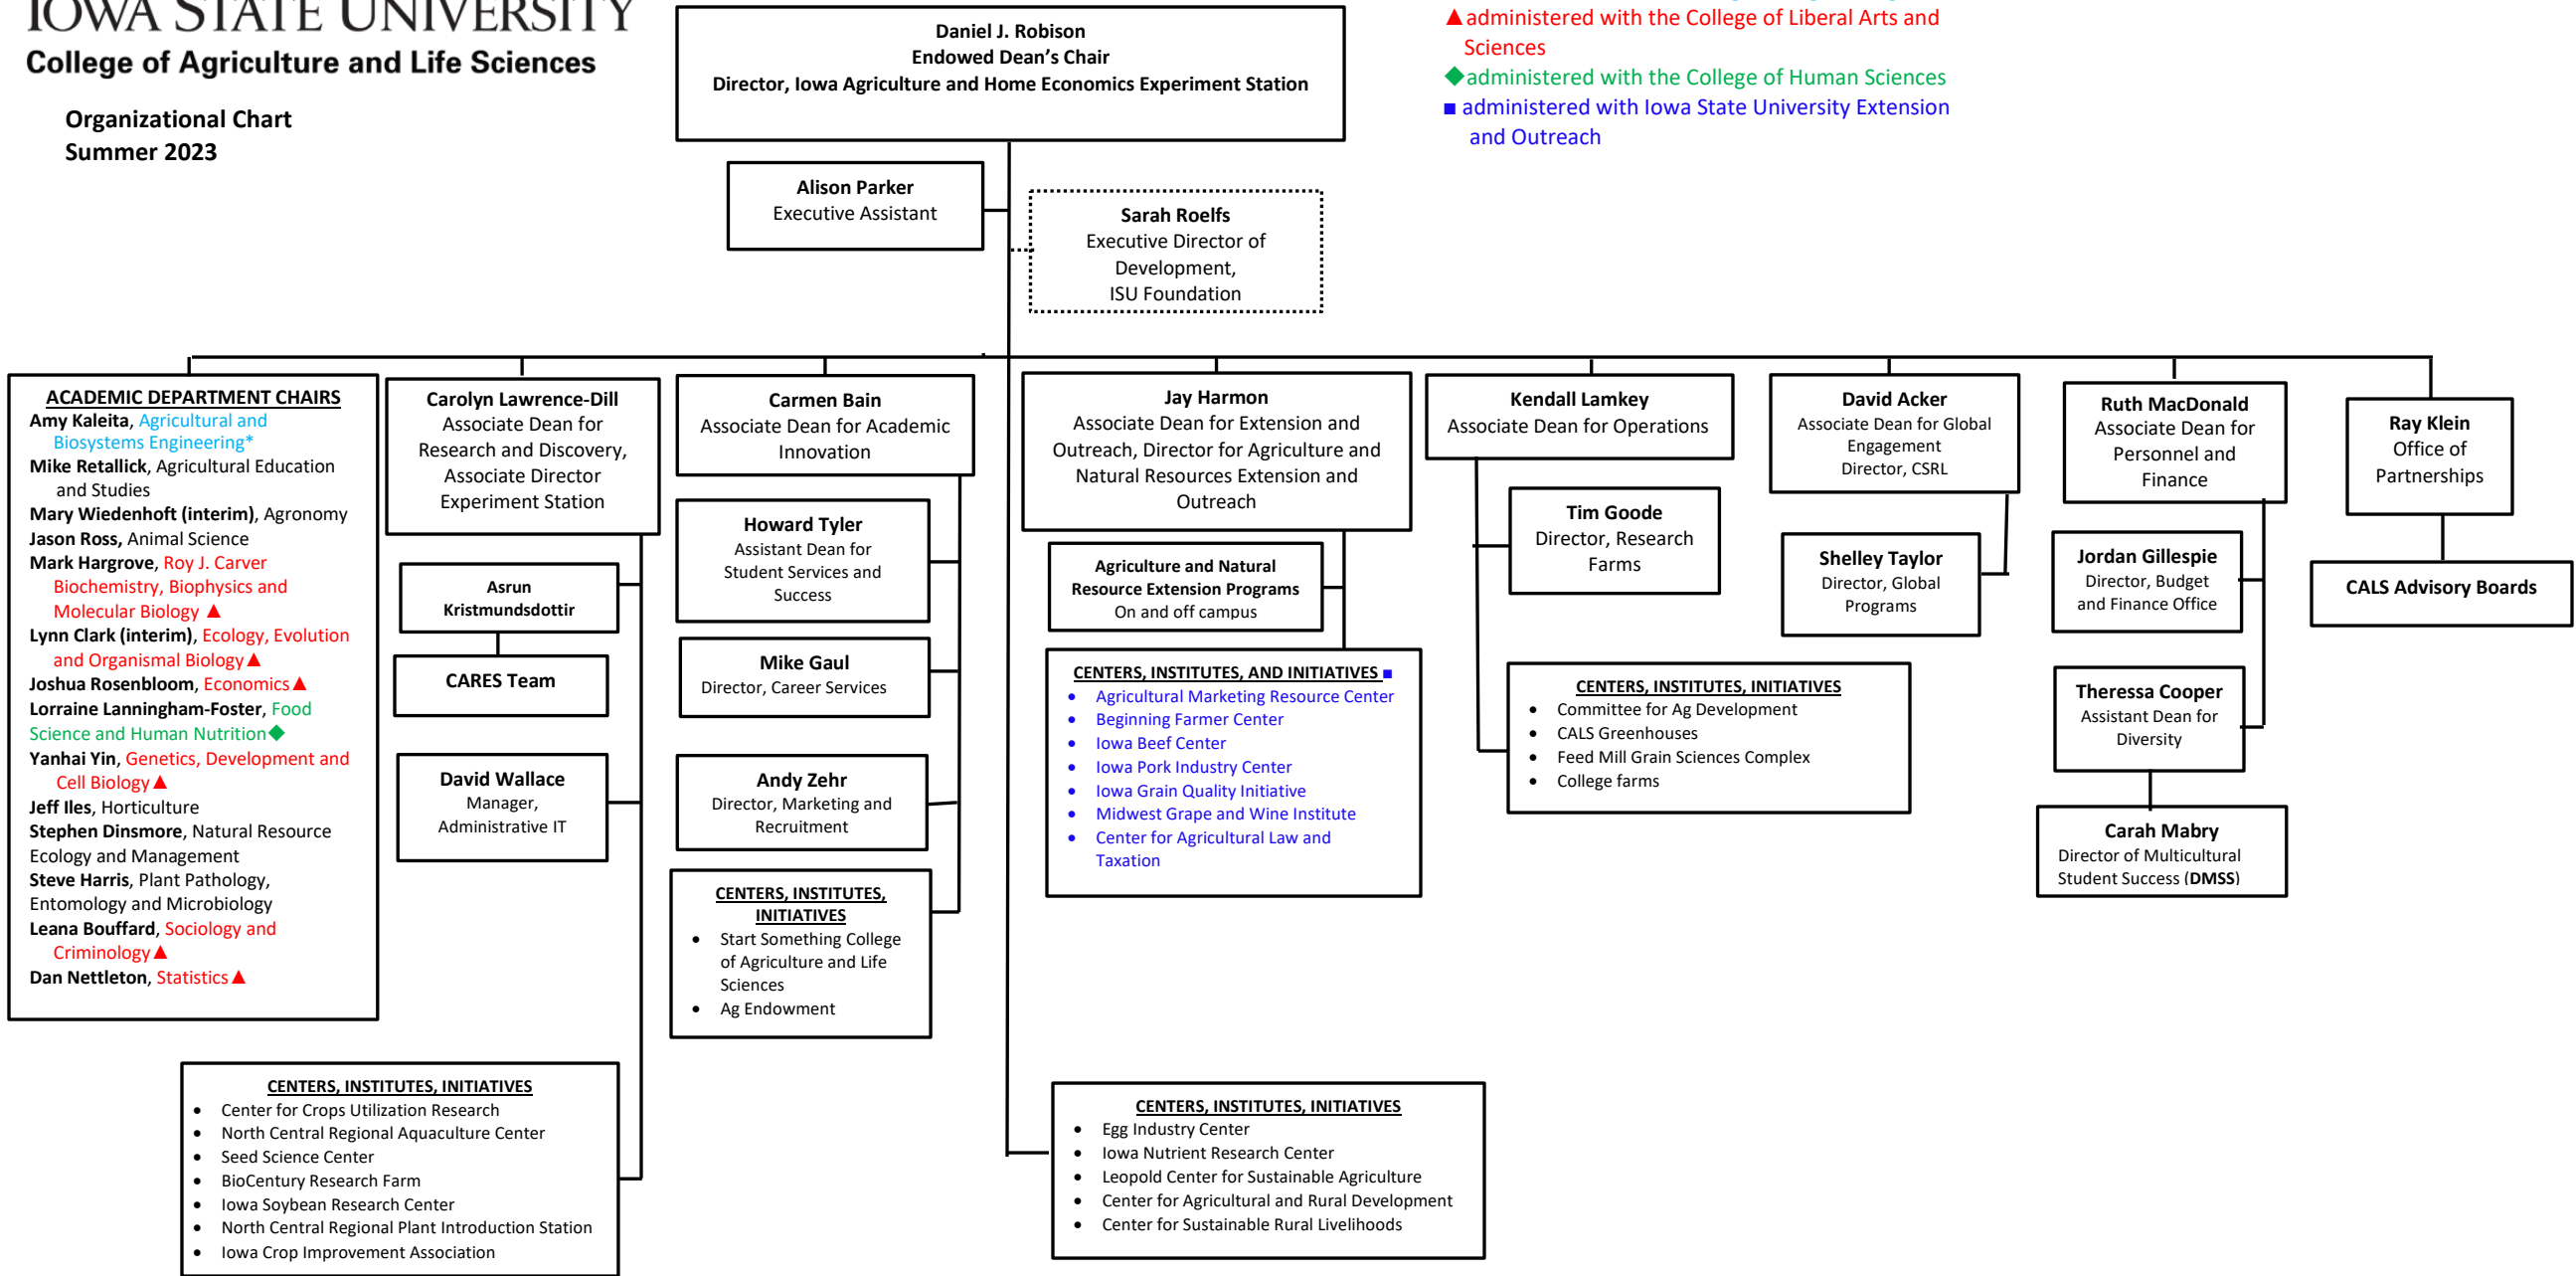 IOWA STATE UNIVERSITY
College of Agriculture and Life Sciences
Organizational Chart
Summer 2023
Daniel J. Robison
Endowed Dean’s Chair
Director, Iowa Agriculture and Home Economics Experiment Station
▲administered with the College of Liberal Arts and
Sciences
◆administered with the College of Human Sciences
■ administered with Iowa State University Extension
and Outreach
Alison Parker
Executive Assistant
Sarah Roelfs
Executive Director of
Development,
ISU Foundation
ACADEMIC DEPARTMENT CHAIRS
Amy Kaleita, Agricultural and
Biosystems Engineering*
Mike Retallick, Agricultural Education
and Studies
Mary Wiedenhoft (interim), Agronomy
Jason Ross, Animal Science
Mark Hargrove, Roy J. Carver
Biochemistry, Biophysics and
Molecular Biology ▲
Lynn Clark (interim), Ecology, Evolution
and Organismal Biology▲
Joshua Rosenbloom, Economics▲
Lorraine Lanningham-Foster, Food
Science and Human Nutrition◆
Yanhai Yin, Genetics, Development and
Cell Biology▲
Jeff Iles, Horticulture
Stephen Dinsmore, Natural Resource
Ecology and Management
Steve Harris, Plant Pathology,
Entomology and Microbiology
Leana Bouffard, Sociology and
Criminology▲
Dan Nettleton, Statistics▲
Carolyn Lawrence-Dill
Associate Dean for
Research and Discovery,
Associate Director
Experiment Station
Asrun
Kristmundsdottir
CARES Team
David Wallace
Manager,
Administrative IT
CENTERS, INSTITUTES, INITIATIVES
• Center for Crops Utilization Research
• North Central Regional Aquaculture Center
• Seed Science Center
• BioCentury Research Farm
• Iowa Soybean Research Center
• North Central Regional Plant Introduction Station
• Iowa Crop Improvement Association
Carmen Bain
Associate Dean for Academic
Innovation
Howard Tyler
Assistant Dean for
Student Services and
Success
Mike Gaul
Director, Career Services
Andy Zehr
Director, Marketing and
Recruitment
CENTERS, INSTITUTES,
INITIATIVES
• Start Something College
of Agriculture and Life
Sciences
• Ag Endowment
Jay Harmon
Associate Dean for Extension and
Outreach, Director for Agriculture and
Natural Resources Extension and
Outreach
Agriculture and Natural
Resource Extension Programs
On and off campus
CENTERS, INSTITUTES, AND INITIATIVES ■
• Agricultural Marketing Resource Center
• Beginning Farmer Center
• Iowa Beef Center
• Iowa Pork Industry Center
• Iowa Grain Quality Initiative
• Midwest Grape and Wine Institute
• Center for Agricultural Law and
Taxation
CENTERS, INSTITUTES, INITIATIVES
• Egg Industry Center
• Iowa Nutrient Research Center
• Leopold Center for Sustainable Agriculture
• Center for Agricultural and Rural Development
• Center for Sustainable Rural Livelihoods
Kendall Lamkey
Associate Dean for Operations
Tim Goode
Director, Research
Farms
CENTERS, INSTITUTES, INITIATIVES
• Committee for Ag Development
• CALS Greenhouses
• Feed Mill Grain Sciences Complex
• College farms
David Acker
Associate Dean for Global
Engagement
Director, CSRL
Shelley Taylor
Director, Global
Programs
Ruth MacDonald
Associate Dean for
Personnel and
Finance
Jordan Gillespie
Director, Budget
and Finance Office
Theressa Cooper
Assistant Dean for
Diversity
Carah Mabry
Director of Multicultural
Student Success (DMSS)
Ray Klein
Office of
Partnerships
CALS Advisory Boards